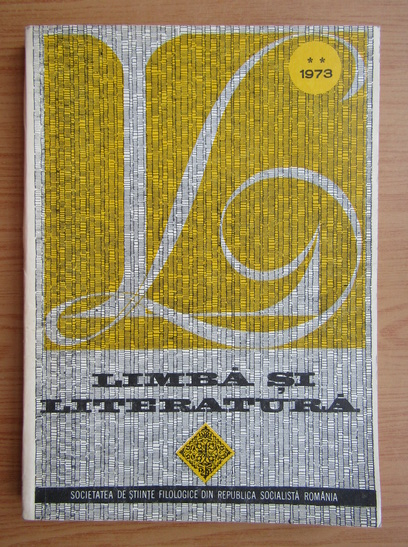 * *
1973
LIMBĂ ȘI
LITERATURĂ
SOCIETATEA DE ȘTIINȚE FILOLOGICE DIN REPUBLICA SOCIALISTĂ ROMÂNIA